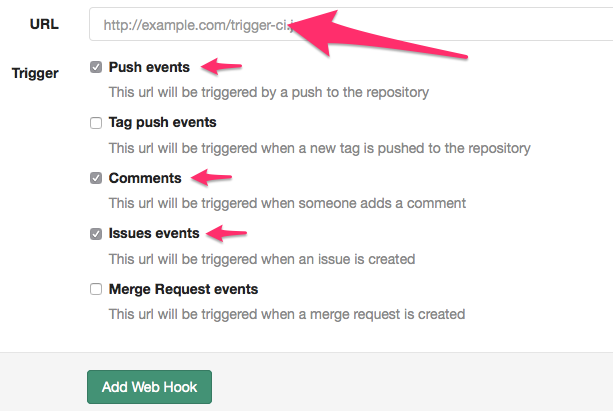 URL http://example.com/trigger-ci.j
Trigger Push events
This url will be triggered by a push to the repository
Tag push events
This url will be triggered when a new tag is pushed to the repository
Comments
This url will be triggered when someone adds a comment
Issues events
This url will be triggered when an issue is created
Merge Request events
This url will be triggered when a merge request is created
Add Web Hook